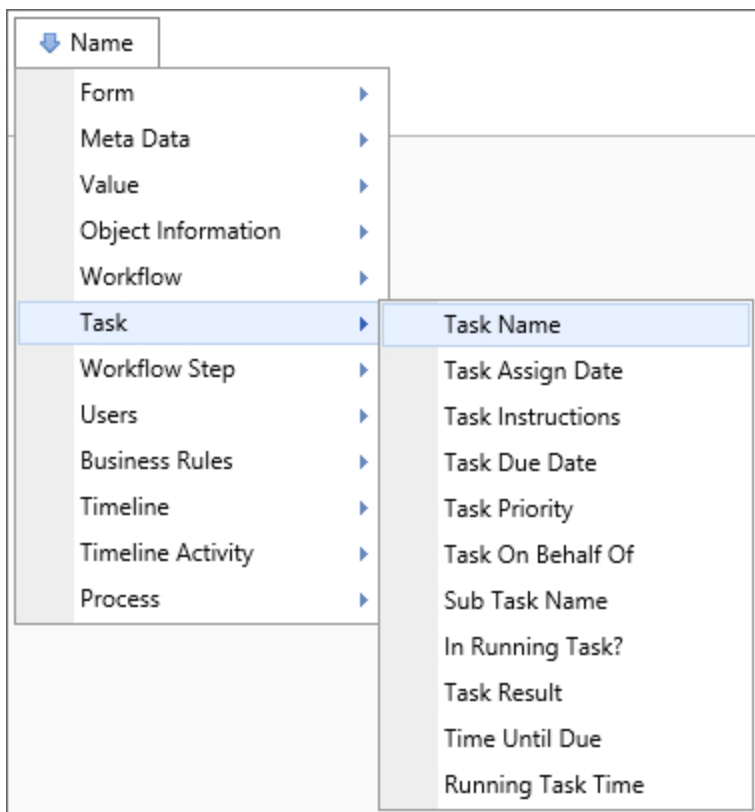 Name
Form
Meta Data
Value
Object Information
Workflow
Task
Workflow Step
Users
Business Rules
Timeline
Timeline Activity
Process
Task Name
Task Assign Date
Task Instructions
Task Due Date
Task Priority
Task On Behalf Of
Sub Task Name
In Running Task?
Task Result
Time Until Due
Running Task Time